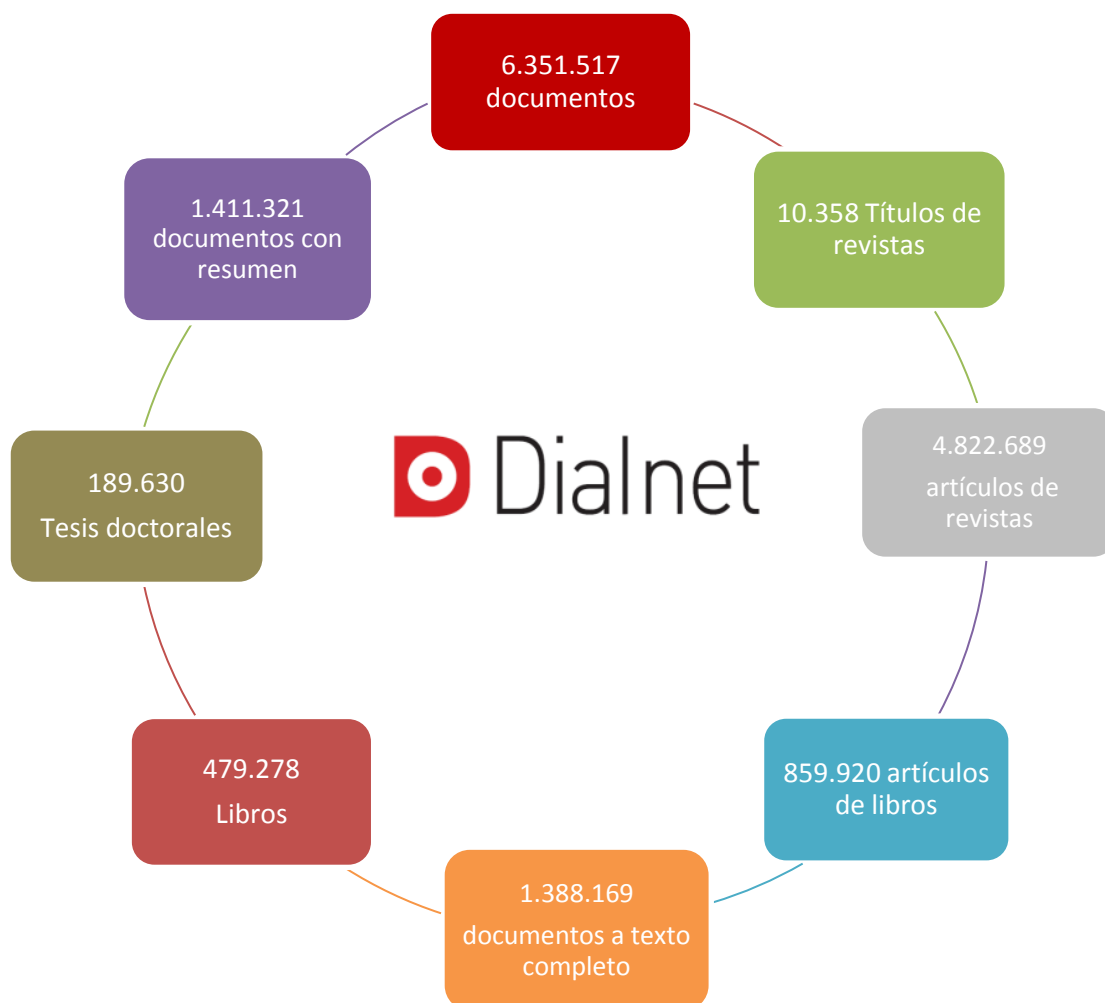 6.351.517
documentos
10.358 Títulos de
revistas
4.822.689
artículos de
revistas
859.920 artículos
de libros
1.388.169
documentos a texto
completo
479.278
Libros
189.630
Tesis doctorales
1.411.321
documentos con
resumen
Dialnet